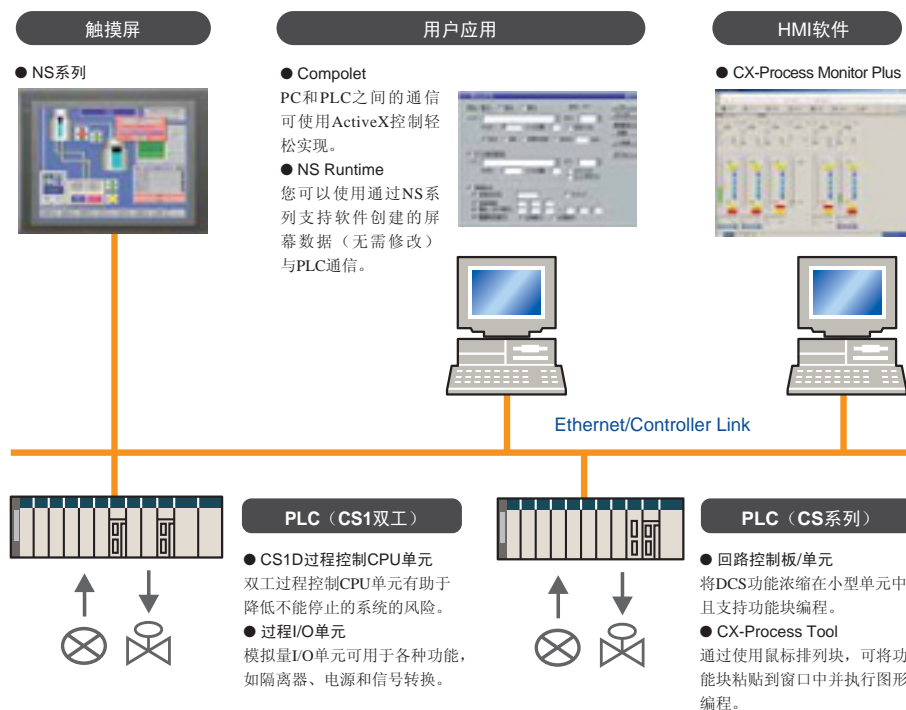 触摸屏
● NS系列
用户应用
● Compolet
PC和PLC之间的通信
可使用ActiveX控制轻
松实现。
● NS Runtime
您可以使用通过NS系
列支持软件创建的屏
幕数据（无需修改）
与PLC通信。
HMI软件
● CX-Process Monitor Plus
Ethernet/Controller Link
PLC（CS1双工）
● CS1D过程控制CPU单元
双工过程控制CPU单元有助于
降低不能停止的系统的风险。
● 过程I/O单元
模拟量I/O单元可用于各种功能，
如隔离器、电源和信号转换。
PLC（CS系列）
● 回路控制板/单元
将DCS功能浓缩在小型单元中
且支持功能块编程。
● CX-Process Tool
通过使用鼠标排列块，可将功
能块粘贴到窗口中并执行图形
编程。